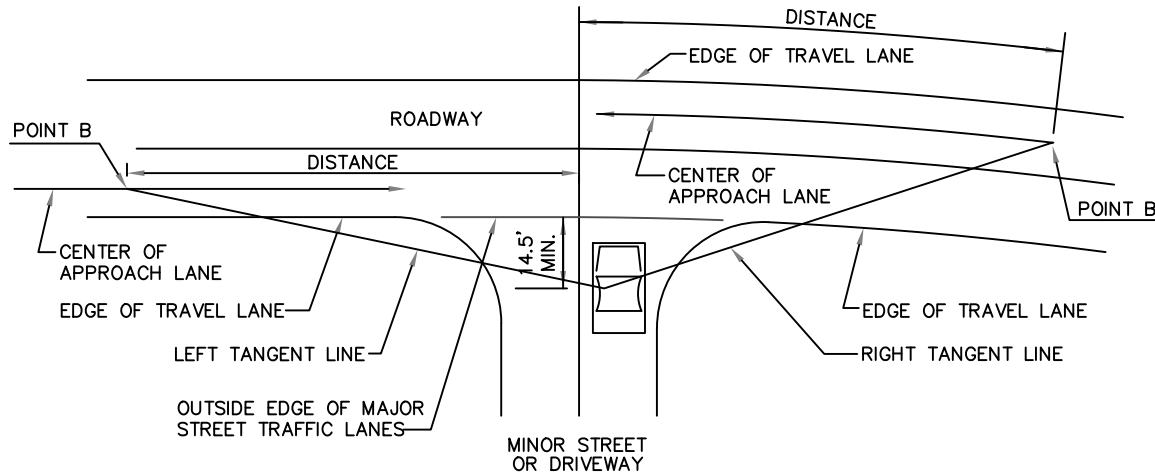 DISTANCE
EDGE OF TRAVEL LANE
ROADWAY
POINT B
DISTANCE
CENTER OF
APPROACH LANE
POINT B
14.5'
MIN.
CENTER OF
APPROACH LANE
EDGE OF TRAVEL LANE
EDGE OF TRAVEL LANE
LEFT TANGENT LINE
RIGHT TANGENT LINE
OUTSIDE EDGE OF MAJOR
STREET TRAFFIC LANES
MINOR STREET
OR DRIVEWAY